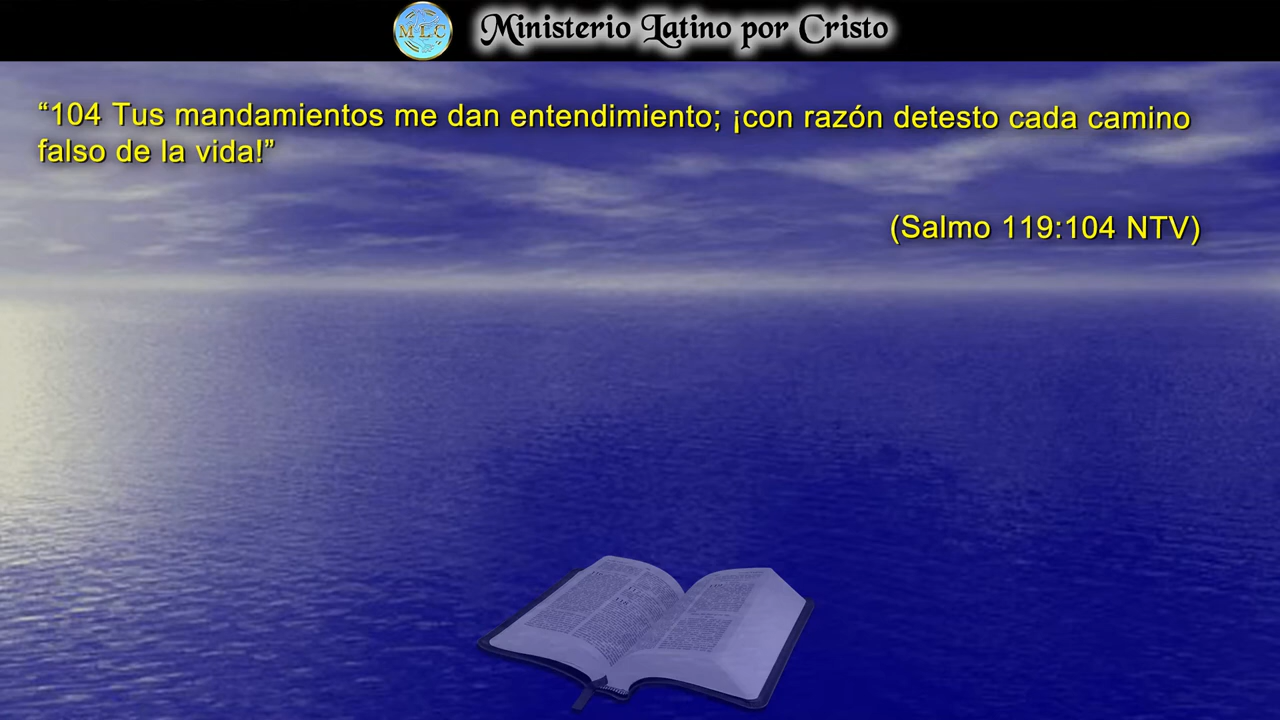 MLC
Ministerio Latino por Cristo
“104 Tus mandamientos me dan entendimiento; ¡con razón detesto cada camino
falso de la vida!”
(Salmo 119:104 NTV)